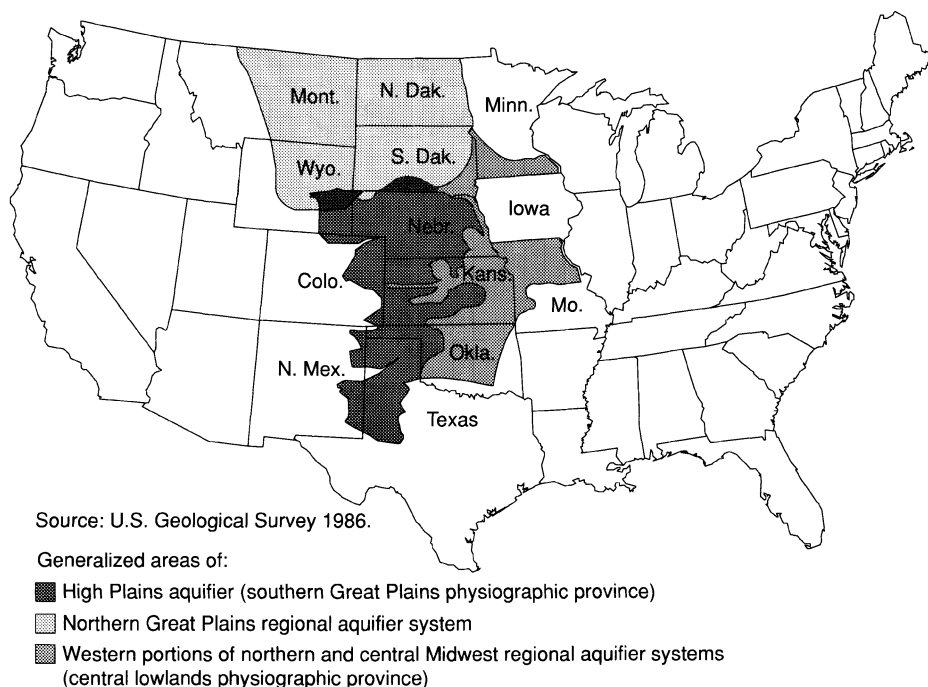 Mont.
N. Dak.
Minn.
Wyo.
S. Dak.
Nebr.
Iowa
Colo.
Kans.
Mo.
N. Mex.
Okla.
Texas
Source: U.S. Geological Survey 1986.
Generalized areas of:
High Plains aquifier (southern Great Plains physiographic province)
Northern Great Plains regional aquifier system
Western portions of northern and central Midwest regional aquifier systems
(central lowlands physiographic province)